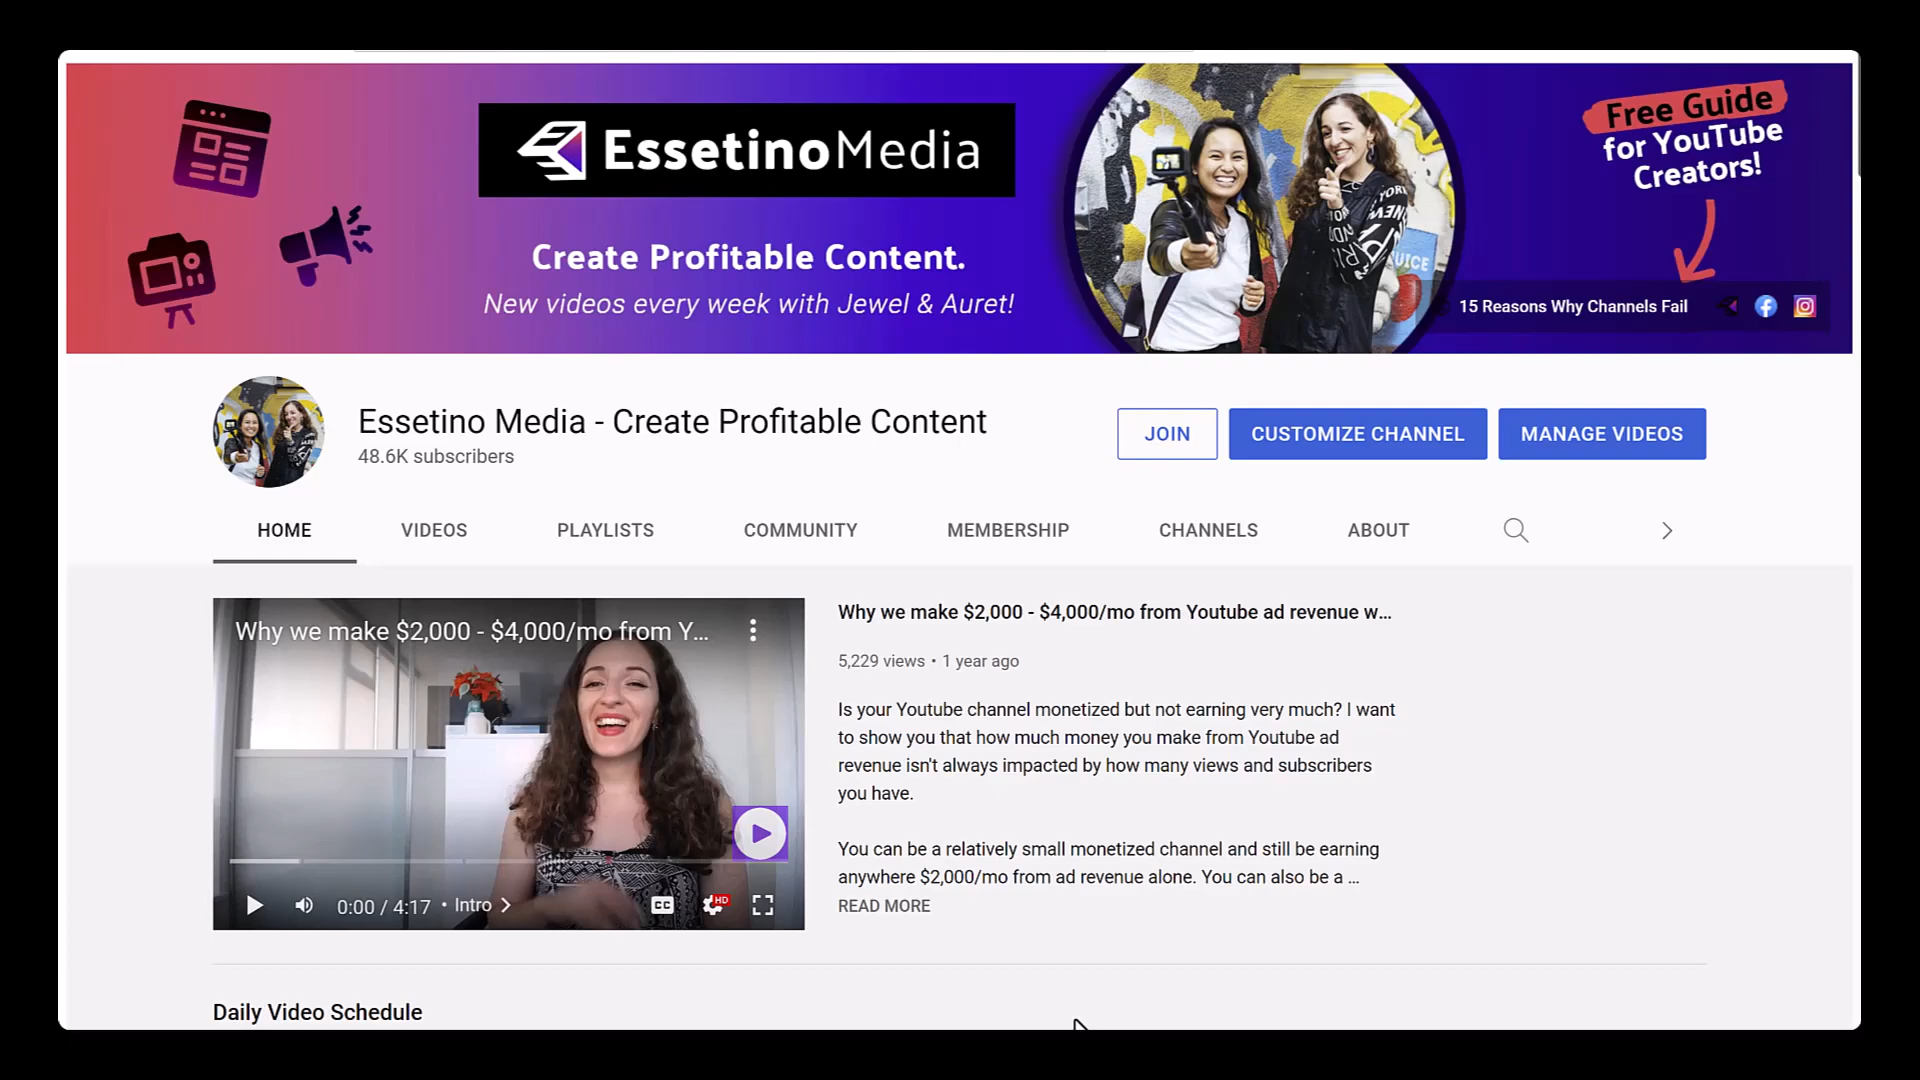 EssetinoMedia
Create Profitable Content.
New videos every week with Jewel & Auret!
Free Guide
for YouTube
Creators!
15 Reasons Why Channels Fail
Essetino Media - Create Profitable Content
48.6K subscribers
JOIN
CUSTOMIZE CHANNEL
MANAGE VIDEOS
HOME
VIDEOS
PLAYLISTS
COMMUNITY
MEMBERSHIP
CHANNELS
ABOUT
Why we make $2,000 - $4,000/mo from Y...
0:00 / 4:17 • Intro
CC
HD
Why we make $2,000 - $4,000/mo from Youtube ad revenue w...
5,229 views • 1 year ago
Is your Youtube channel monetized but not earning very much? I want
to show you that how much money you make from Youtube ad
revenue isn't always impacted by how many views and subscribers
you have.
You can be a relatively small monetized channel and still be earning
anywhere $2,000/mo from ad revenue alone. You can also be a ...
READ MORE
Daily Video Schedule